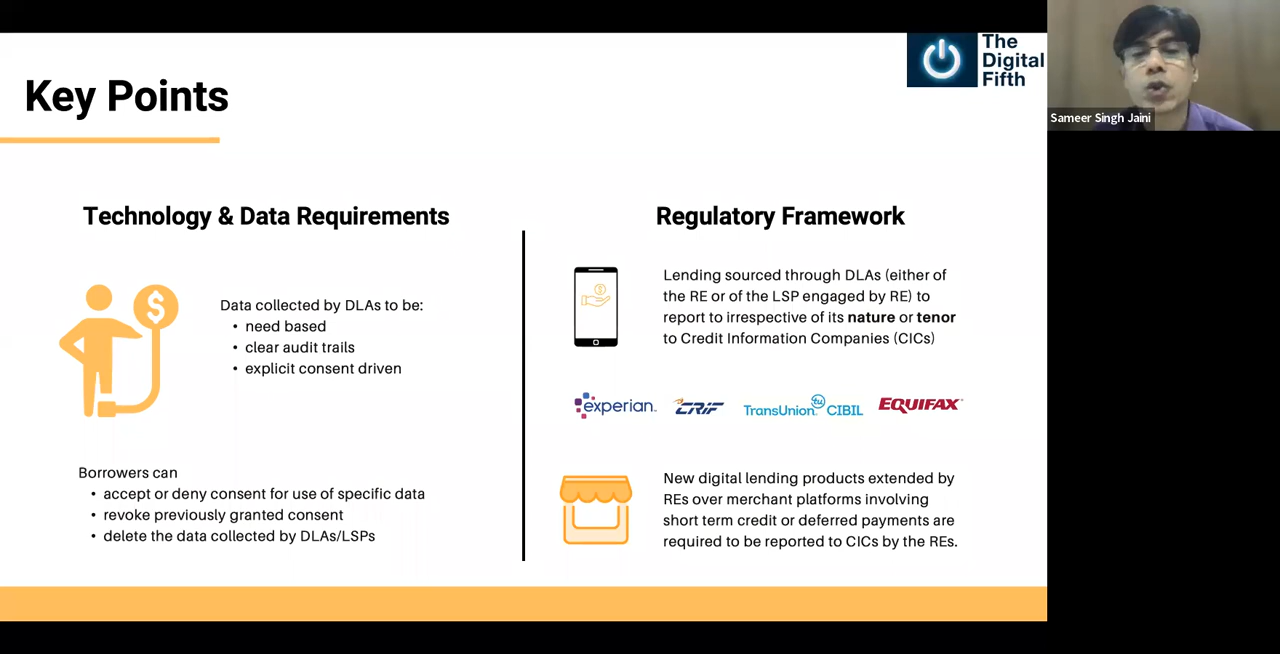 Key Points
The
Digital
Fifth
Sameer Singh Jaini
Technology & Data Requirements
$
Data collected by DLAs to be:
• need based
• clear audit trails
• explicit consent driven
Borrowers can
• accept or deny consent for use of specific data
• revoke previously granted consent
• delete the data collected by DLAs/LSPs
Regulatory Framework
$
Lending sourced through DLAs (either of
the RE or of the LSP engaged by RE) to
report to irrespective of its nature or tenor
to Credit Information Companies (CICs)
experian™
CRIF
TransUnion tu CIBIL
EQUIFAX
New digital lending products extended by
REs over merchant platforms involving
short term credit or deferred payments are
required to be reported to CICs by the REs.